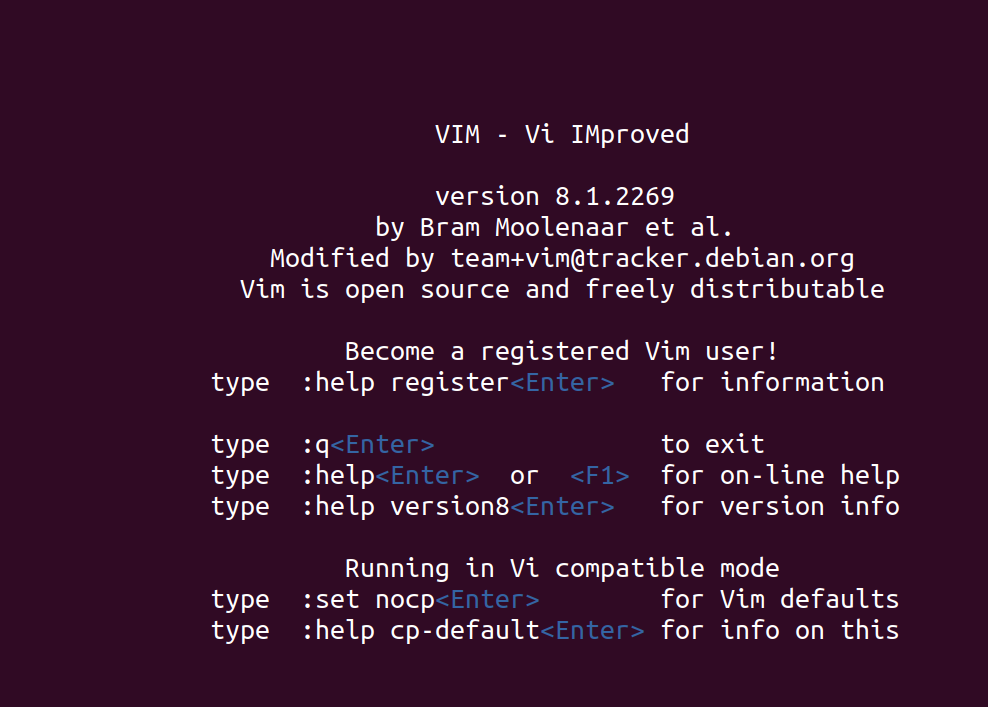 VIM - Vi IMproved
version 8.1.2269
by Bram Moolenaar et al.
Modified by team+vim@tracker.debian.org
Vim is open source and freely distributable
Become a registered Vim user!
type  :help register<Enter>   for information
type  :q<Enter>               to exit
type  :help<Enter>  or  <F1>  for on-line help
type  :help version8<Enter>   for version info
Running in Vi compatible mode
type  :set nocp<Enter>        for Vim defaults
type  :help cp-default<Enter> for info on this